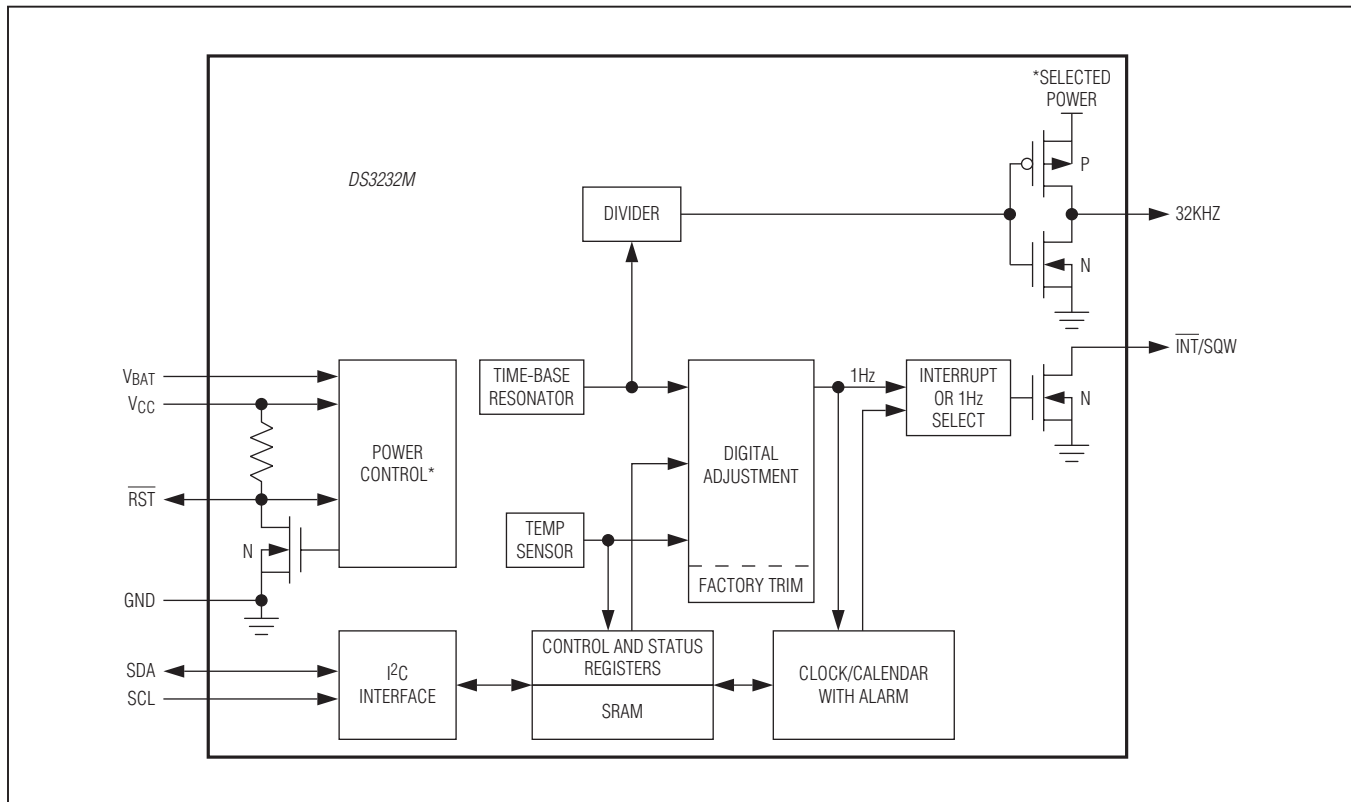 *SELECTED
POWER
P
DS3232M
DIVIDER
32KHZ
N
INT/SQW
VBAT
VCC
TIME-BASE
RESONATOR
1Hz
INTERRUPT
OR 1Hz
SELECT
N
POWER
CONTROL*
DIGITAL
ADJUSTMENT
RST
TEMP
SENSOR
N
FACTORY TRIM
GND
CONTROL AND STATUS
REGISTERS
SDA
I²C
INTERFACE
CLOCK/CALENDAR
WITH ALARM
SCL
SRAM